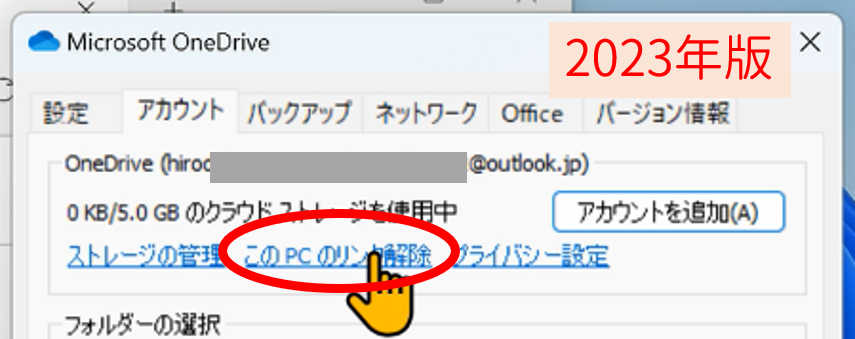 Microsoft OneDrive
2023年版
設定 アカウント バックアップ ネットワーク Office バージョン情報
OneDrive (hiroc @outlook.jp)
0 KB/5.0 GB のクラウド ストレージを使用中
アカウントを追加(A)
ストレージの管理 この PC のリンク解除 プライバシー設定
フォルダーの選択